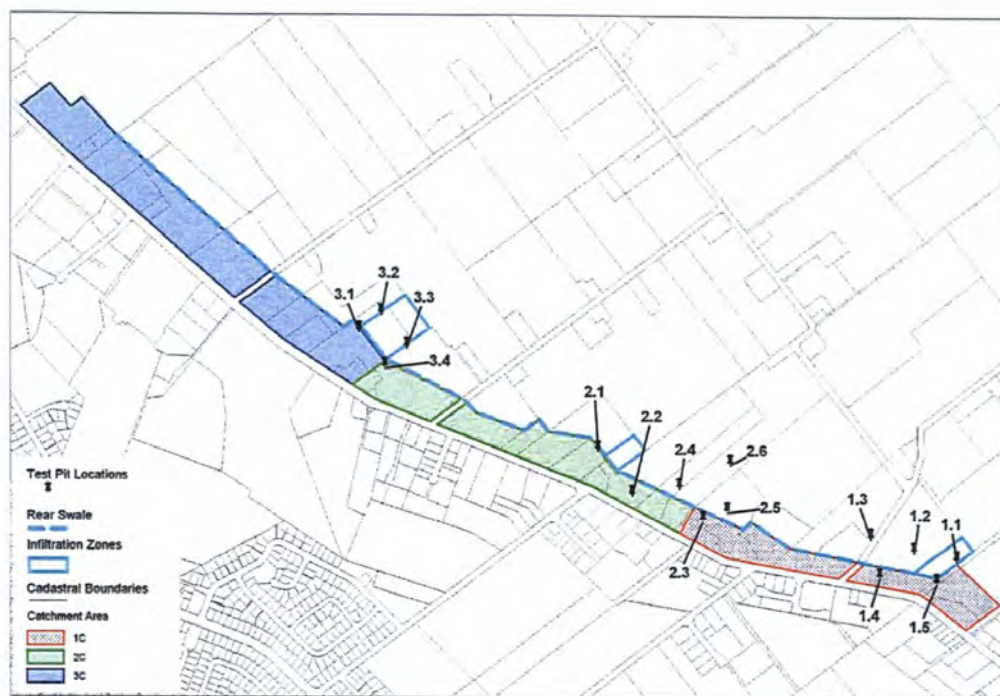 3.2
3.1
3.3
3.4
2.1
2.2
2.4
2.6
2.5
2.3
1.3
1.2
1.1
1.4
1.5
Test Pit Locations
Rear Swale
Infiltration Zones
Cadastral Boundaries
Catchment Area
1C
2C
3C